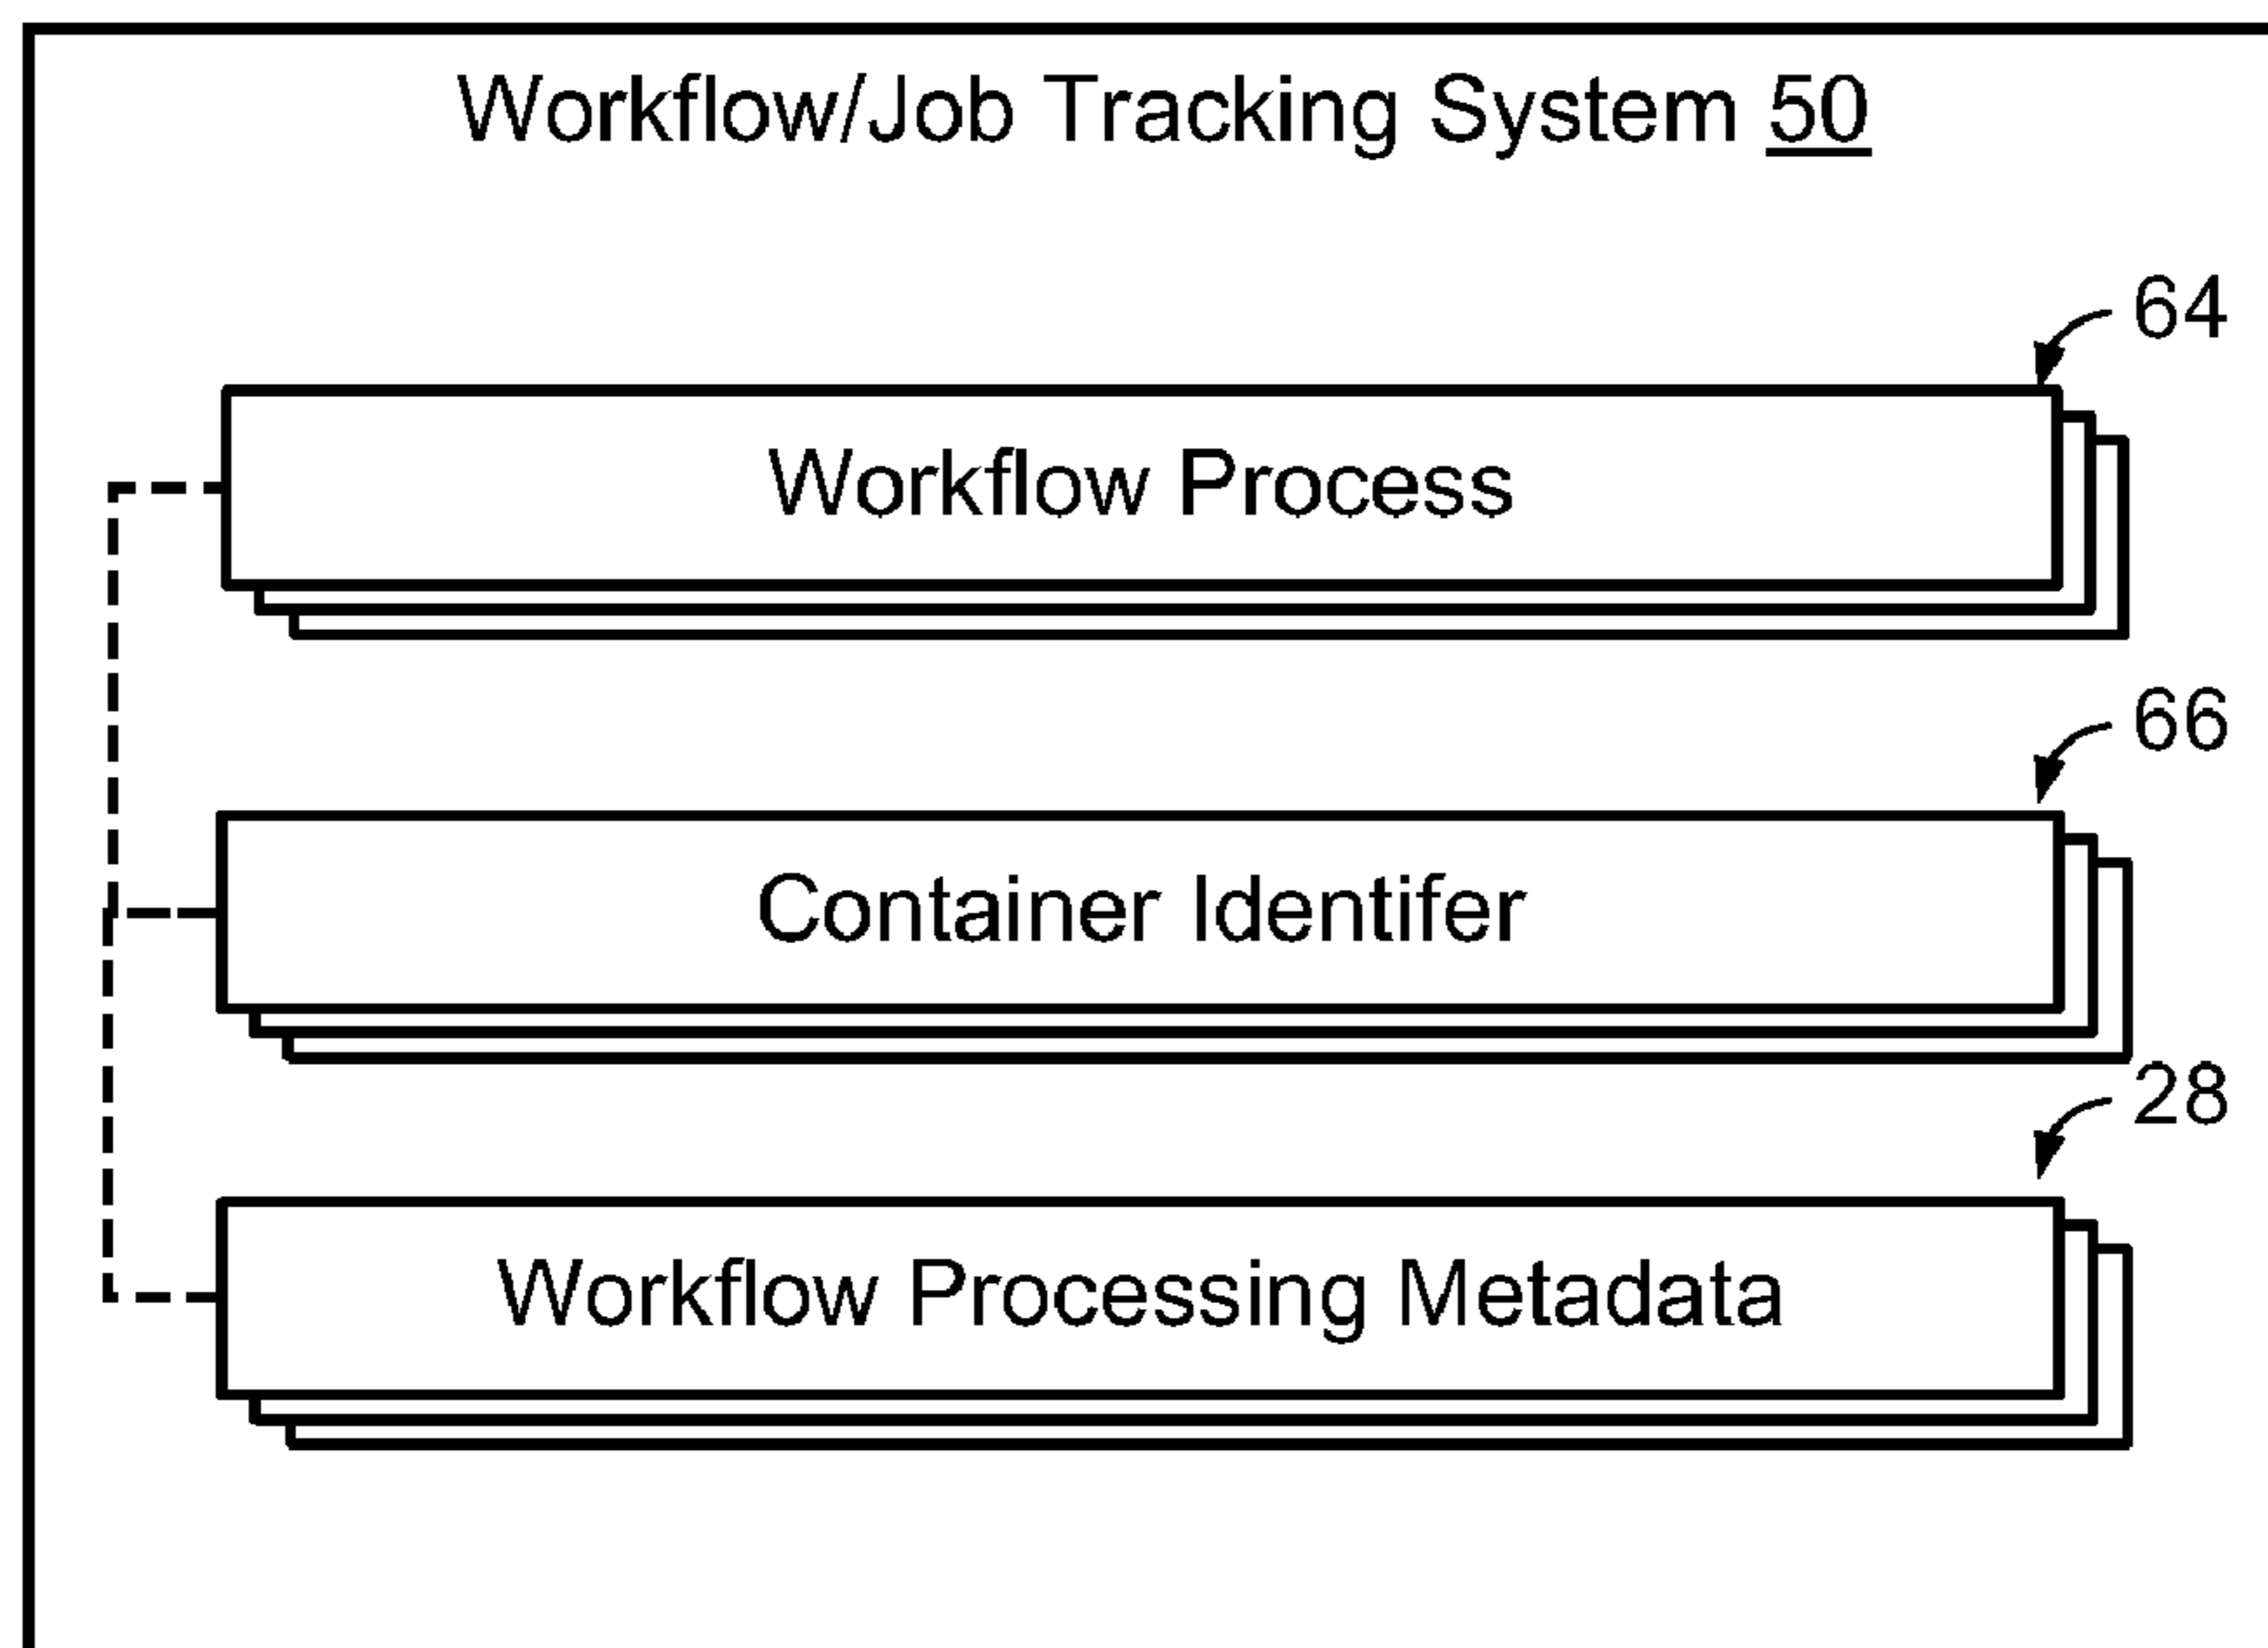 Workflow/Job Tracking System 50
64
Workflow Process
66
Container Identifer
28
Workflow Processing Metadata